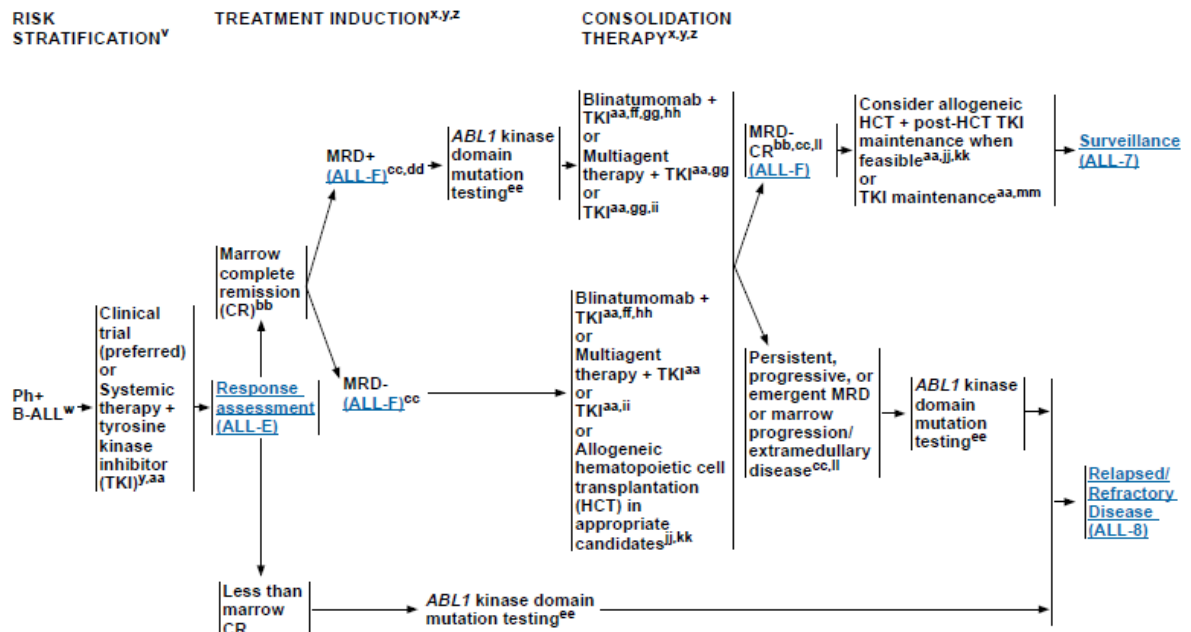 RISK
STRATIFICATIONv
TREATMENT INDUCTIONx,y,z
CONSOLIDATION
THERAPYx,y,z
Ph+
B-ALLw
Clinical
trial
(preferred)
or
Systemic
therapy +
tyrosine
kinase
inhibitor
(TKI)y,aa
Response
assessment
(ALL-E)
Marrow
complete
remission
(CR)bb
MRD+
(ALL-F)cc,dd
ABL1 kinase
domain
mutation
testingee
Blinatumomab +
TKIaa,ff,gg,hh
or
Multiagent
therapy + TKIaa,gg
or
TKIaa,gg,ii
MRD-
(ALL-F)cc
Blinatumomab +
TKIaa,ff,hh
or
Multiagent
therapy + TKIaa
or
TKIaa,ii
or
Allogeneic
hematopoietic cell
transplantation
(HCT) in
appropriate
candidatesjj,kk
MRD-
CRbb,cc,ll
(ALL-F)
Consider allogeneic
HCT + post-HCT TKI
maintenance when
feasibleaa,jj,kk
or
TKI maintenanceaa,mm
Surveillance
(ALL-7)
Persistent,
progressive, or
emergent MRD
or marrow
progression/
extramedullary
diseasecc,ll
ABL1 kinase
domain
mutation
testingee
Relapsed/
Refractory
Disease
(ALL-8)
Less than
marrow
CR
ABL1 kinase domain
mutation testingee